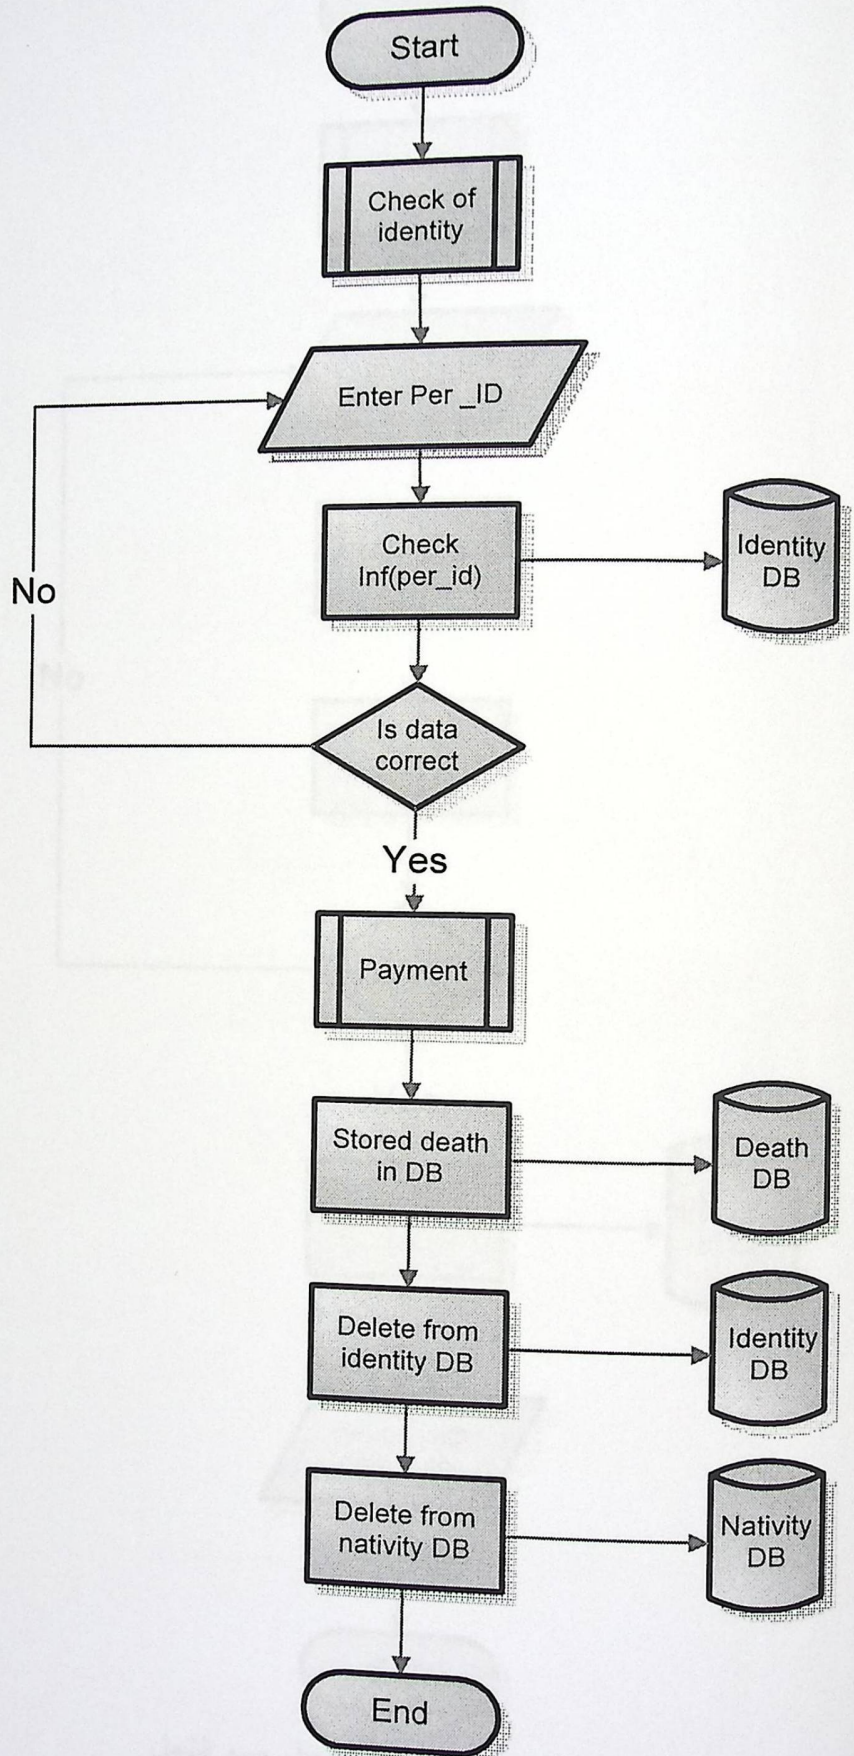 Start
Check of
identity
Enter Per _ID
Check
Inf(per_id)
Identity
DB
No
Is data
correct
Yes
Payment
Stored death
in DB
Death
DB
Delete from
identity DB
Identity
DB
Delete from
nativity DB
Nativity
DB
End